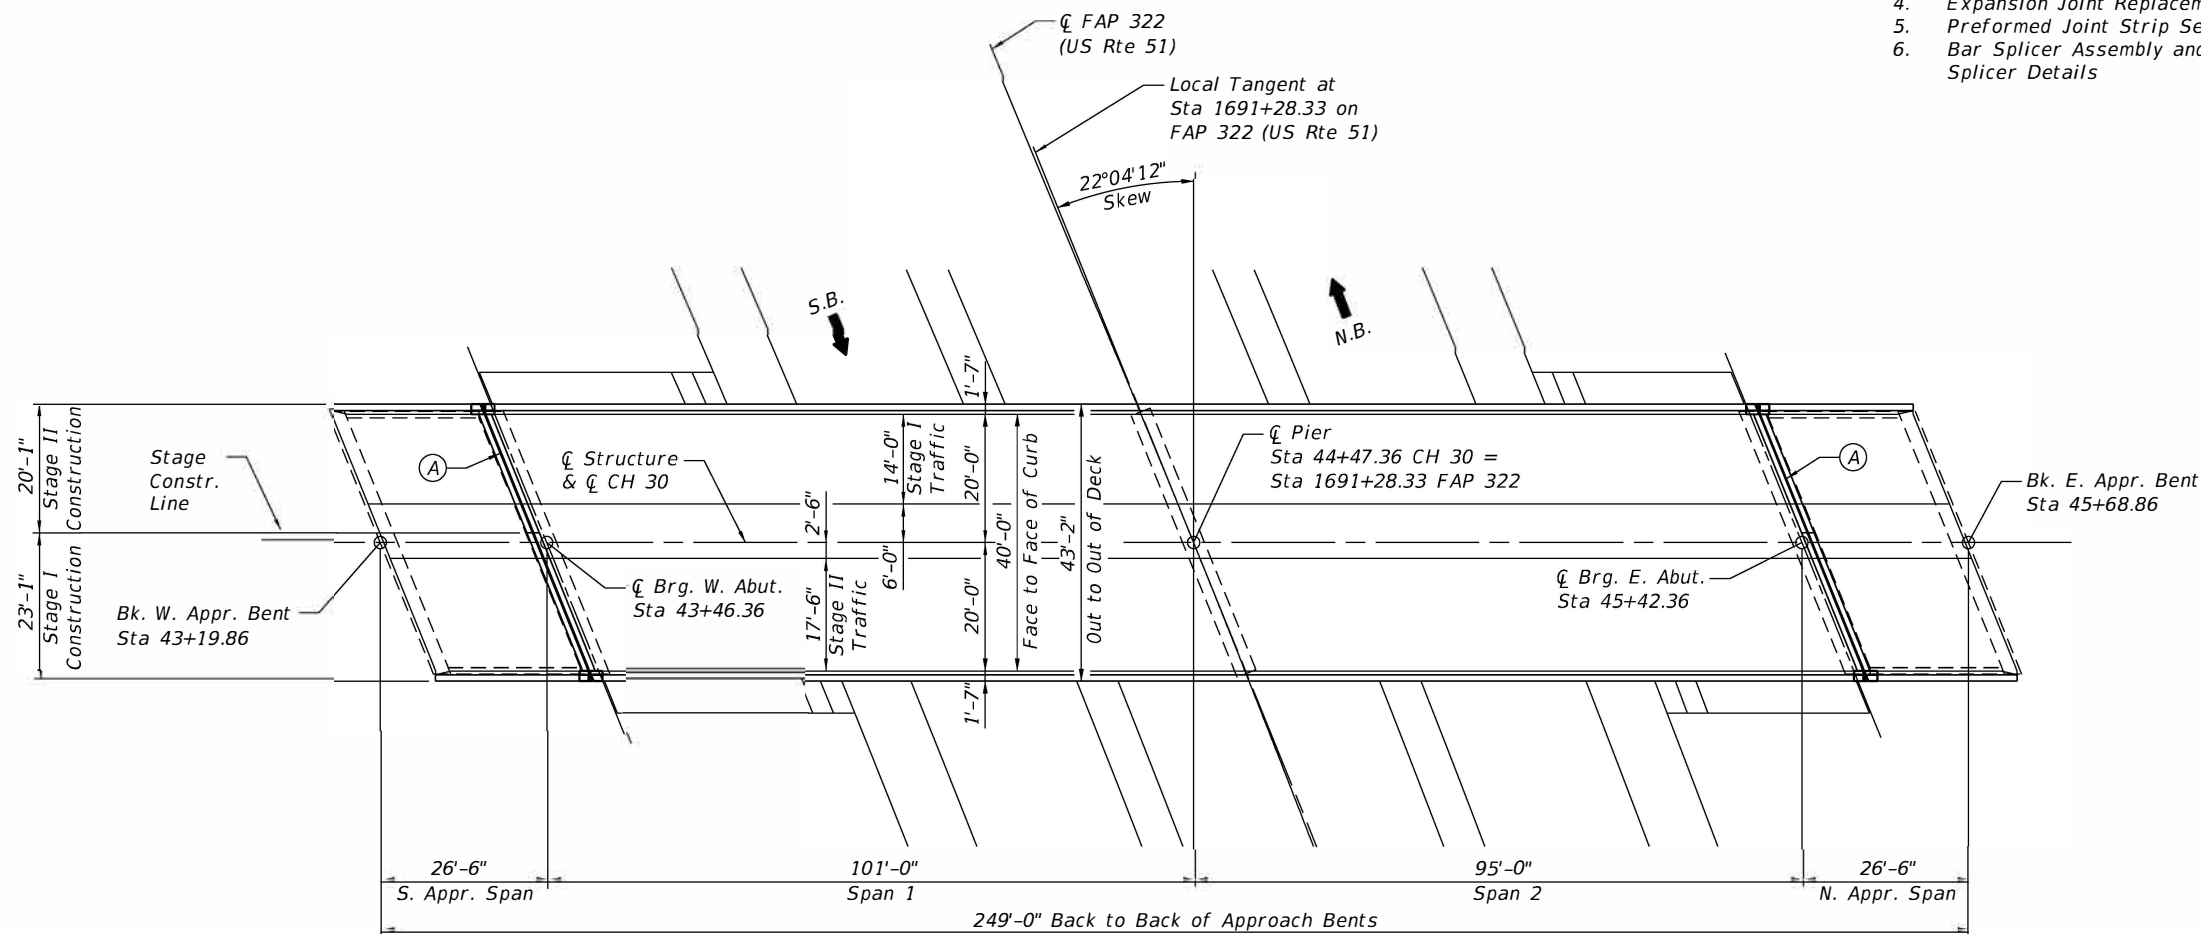 4. Expansion Joint Replacem
5. Preformed Joint Strip Se
6. Bar Splicer Assembly and
Splicer Details
℄ FAP 322
(US Rte 51)
Local Tangent at
Sta 1691+28.33 on
FAP 322 (US Rte 51)
22°04'12"
Skew
S.B.
N.B.
20'-1"
Stage II
Construction
23'-1"
Stage I
Construction
Stage
Constr.
Line
Bk. W. Appr. Bent
Sta 43+19.86
A
℄ Structure
& ℄ CH 30
℄ Brg. W. Abut.
Sta 43+46.36
2'-6"
17'-6"
Stage II
Traffic
14'-0"
Stage I
Traffic
6'-0"
1'-7"
20'-0"
20'-0"
1'-7"
40'-0"
Face to Face of Curb
43'-2"
Out to Out of Deck
℄ Pier
Sta 44+47.36 CH 30 =
Sta 1691+28.33 FAP 322
℄ Brg. E. Abut.
Sta 45+42.36
A
Bk. E. Appr. Bent
Sta 45+68.86
26'-6"
S. Appr. Span
101'-0"
Span 1
95'-0"
Span 2
26'-6"
N. Appr. Span
249'-0" Back to Back of Approach Bents